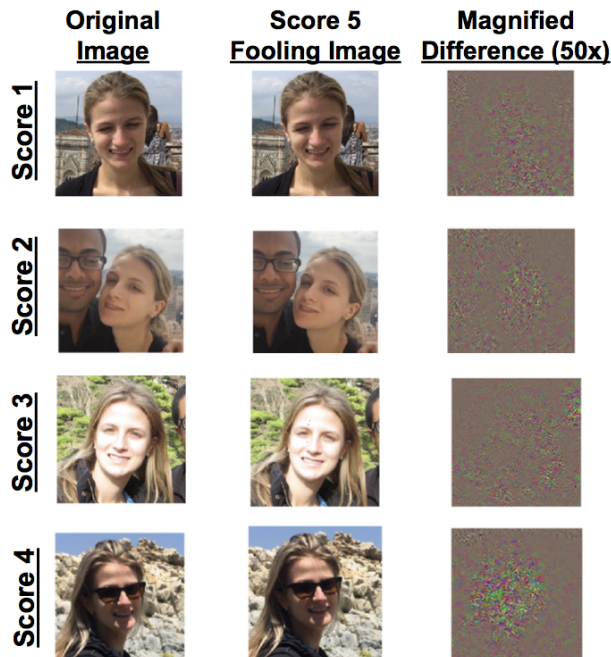 Original
Image
Score 5
Fooling Image
Magnified
Difference (50x)
Score 1
Score 2
Score 3
Score 4